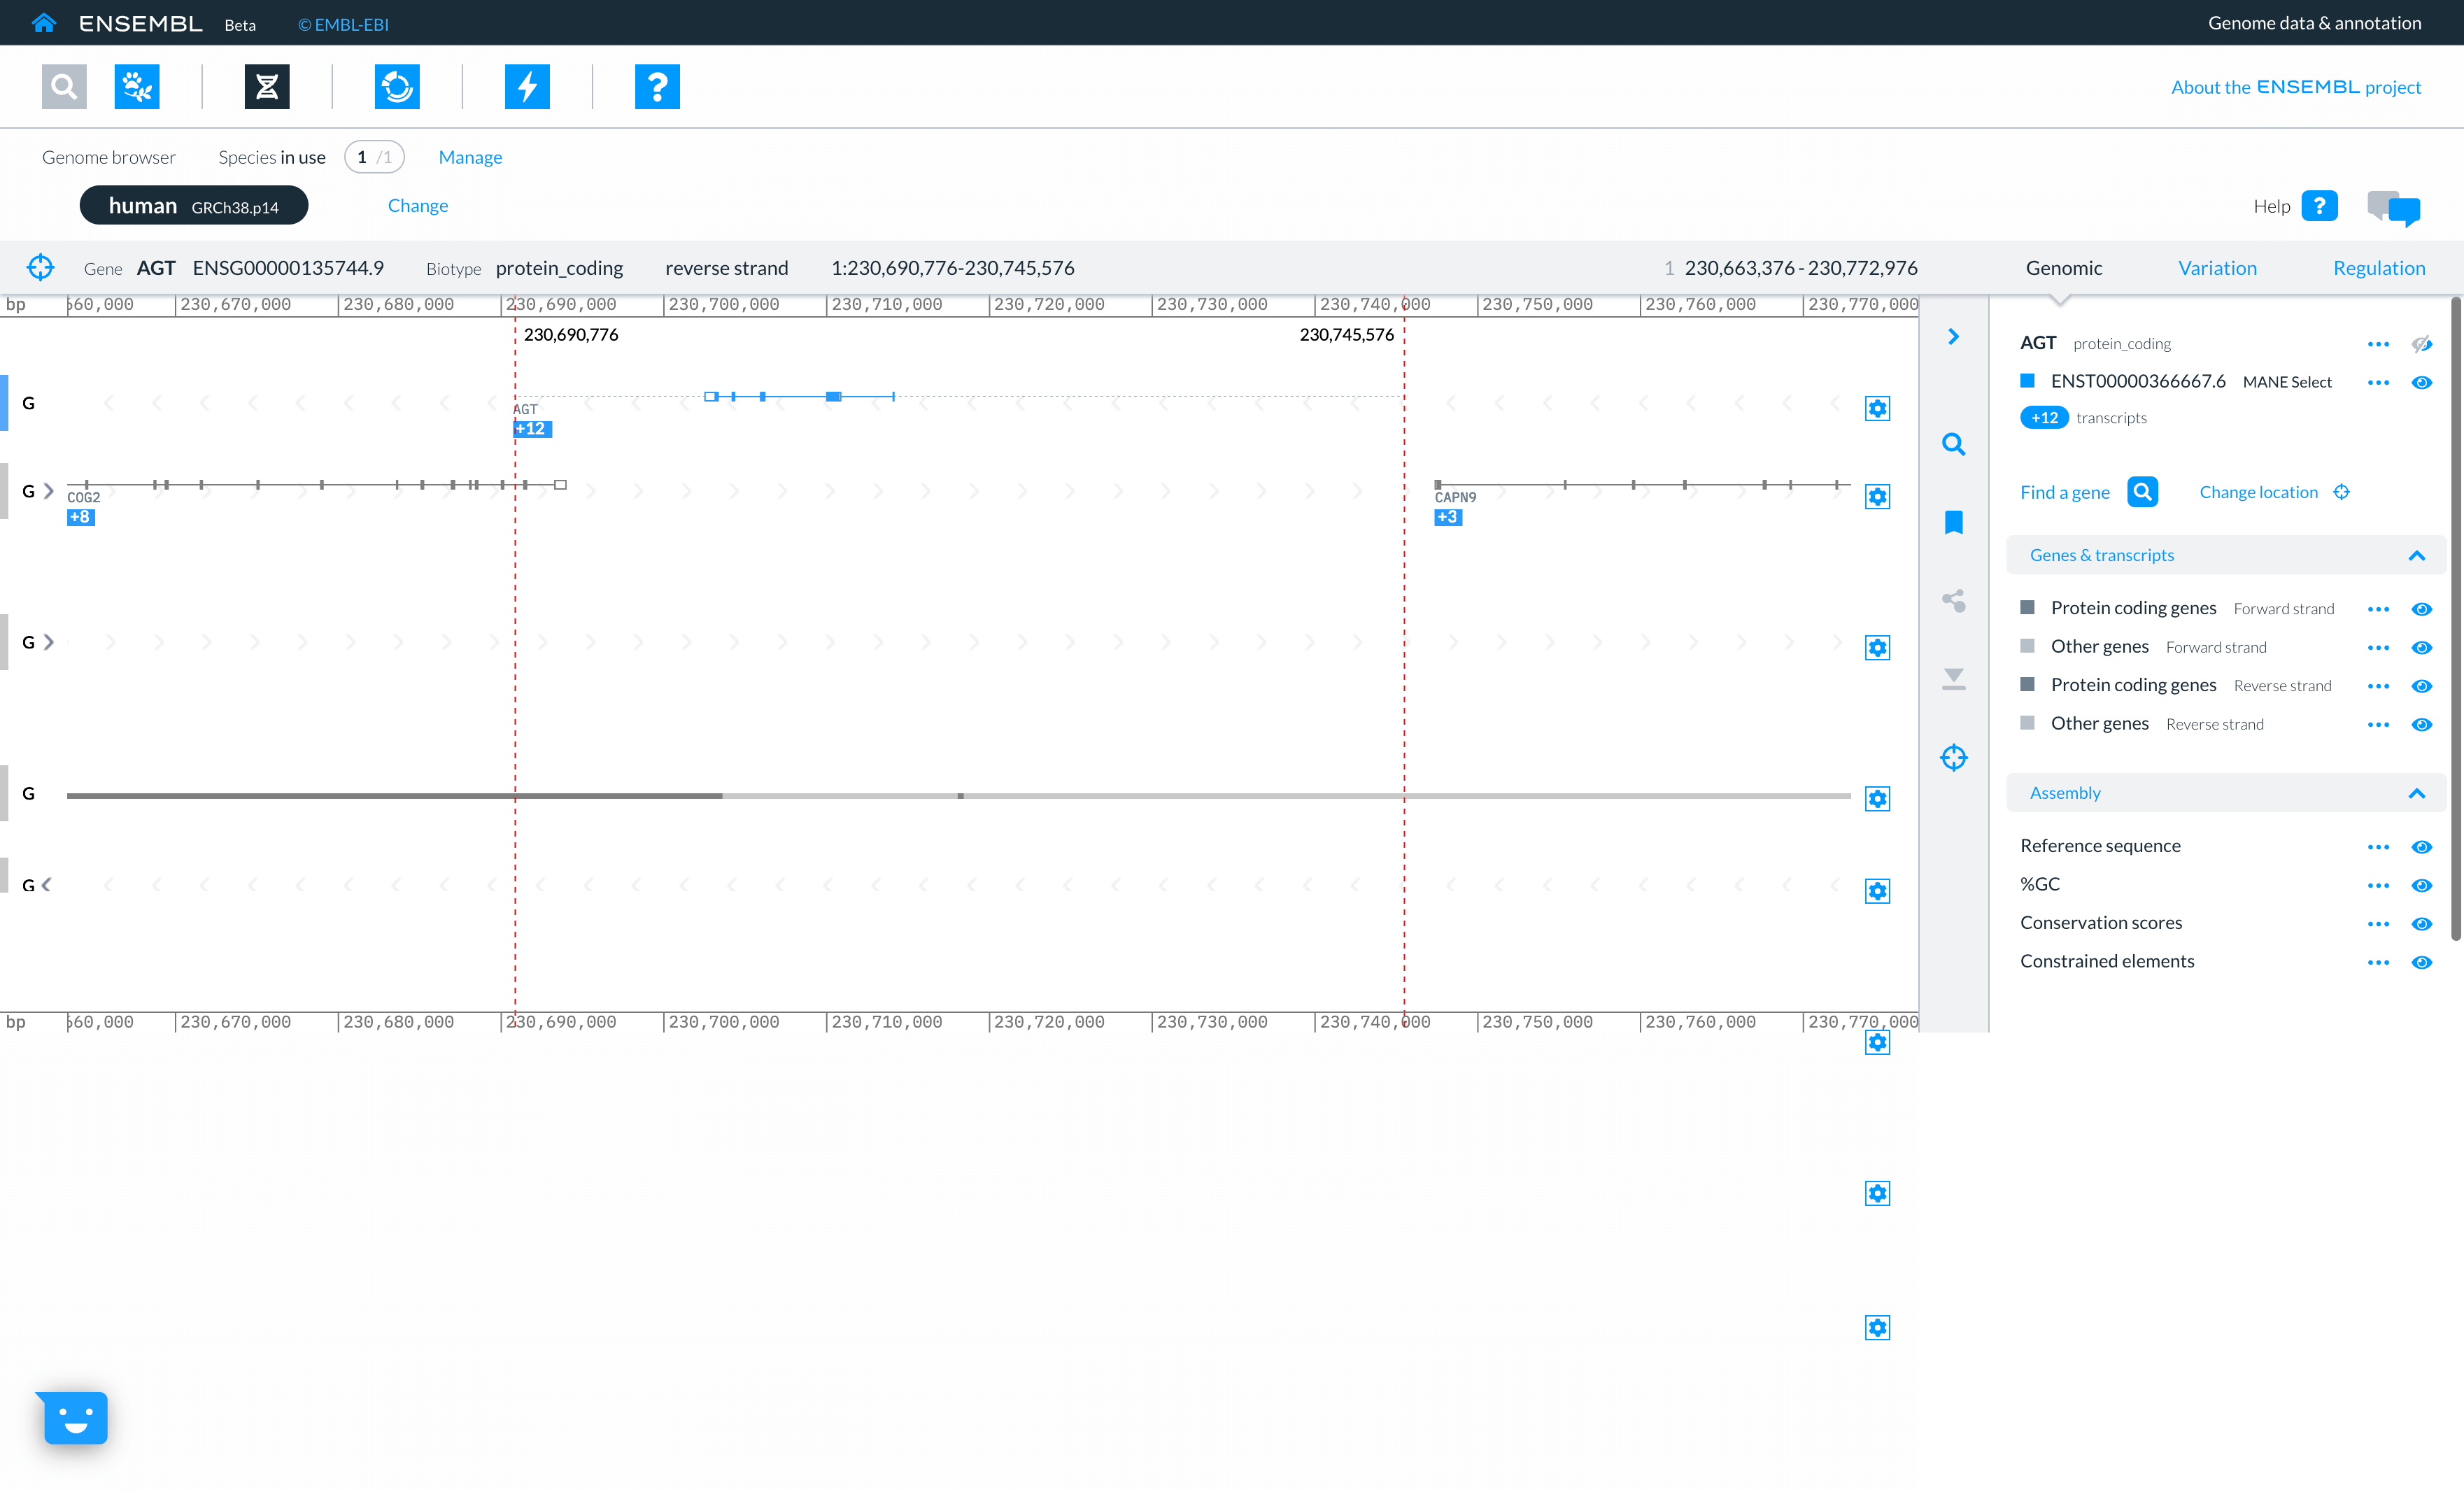 ENSEMBL Beta © EMBL-EBI Genome data & annotation
About the ENSEMBL project
Genome browser Species in use 1 /1 Manage
human GRCh38.p14 Change Help
Gene AGT ENSG00000135744.9 Biotype protein_coding reverse strand 1:230,690,776-230,745,576 1 230,663,376 - 230,772,976 Genomic Variation Regulation
bp 660,000 230,670,000 230,680,000 230,690,000 230,700,000 230,710,000 230,720,000 230,730,000 230,740,000 230,750,000 230,760,000 230,770,000
230,690,776 230,745,576
G
AGT
+12
G
COG2 CAPN9
+8 +3
G
G
G
bp 660,000 230,670,000 230,680,000 230,690,000 230,700,000 230,710,000 230,720,000 230,730,000 230,740,000 230,750,000 230,760,000 230,770,000
AGT protein_coding
ENST00000366667.6 MANE Select
+12 transcripts
Find a gene Change location
Genes & transcripts
Protein coding genes Forward strand
Other genes Forward strand
Protein coding genes Reverse strand
Other genes Reverse strand
Assembly
Reference sequence
%GC
Conservation scores
Constrained elements